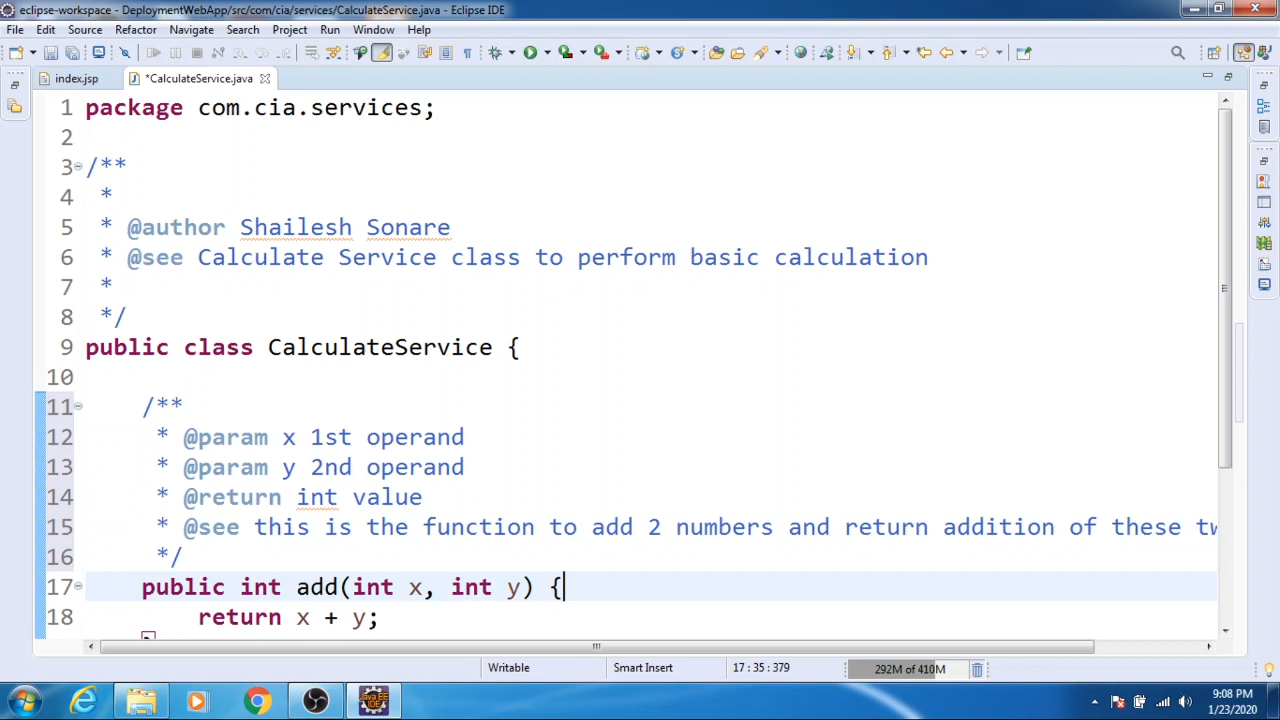 eclipse-workspace - DeploymentWebApp/src/com/cia/services/CalculateService.java - Eclipse IDE
File Edit Source Refactor Navigate Search Project Run Window Help
index.jsp *CalculateService.java
1 package com.cia.services;
2
3 /**
4 *
5 * @author Shailesh Sonare
6 * @see Calculate Service class to perform basic calculation
7 *
8 */
9 public class CalculateService {
10
11 /**
12 * @param x 1st operand
13 * @param y 2nd operand
14 * @return int value
15 * @see this is the function to add 2 numbers and return addition of these tw
16 */
17 public int add(int x, int y) {
18 return x + y;
}
Writable Smart Insert 17 : 35 : 379 292M of 410M
9:08 PM
1/23/2020